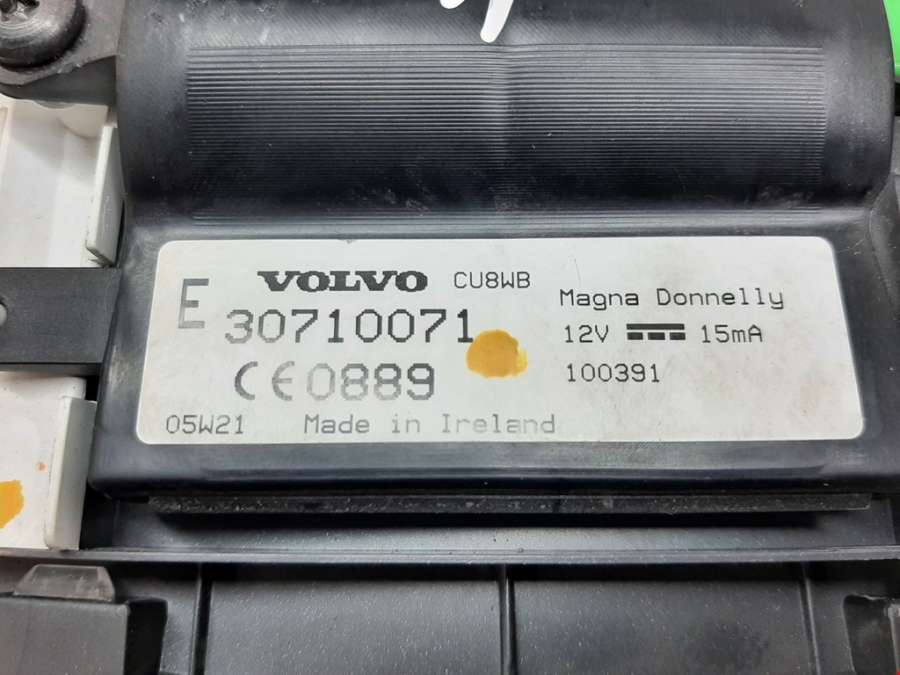 E VOLVO CU8WB
30710071
CE0889
05W21 Made in Ireland
Magna Donnelly
12V 15mA
100391